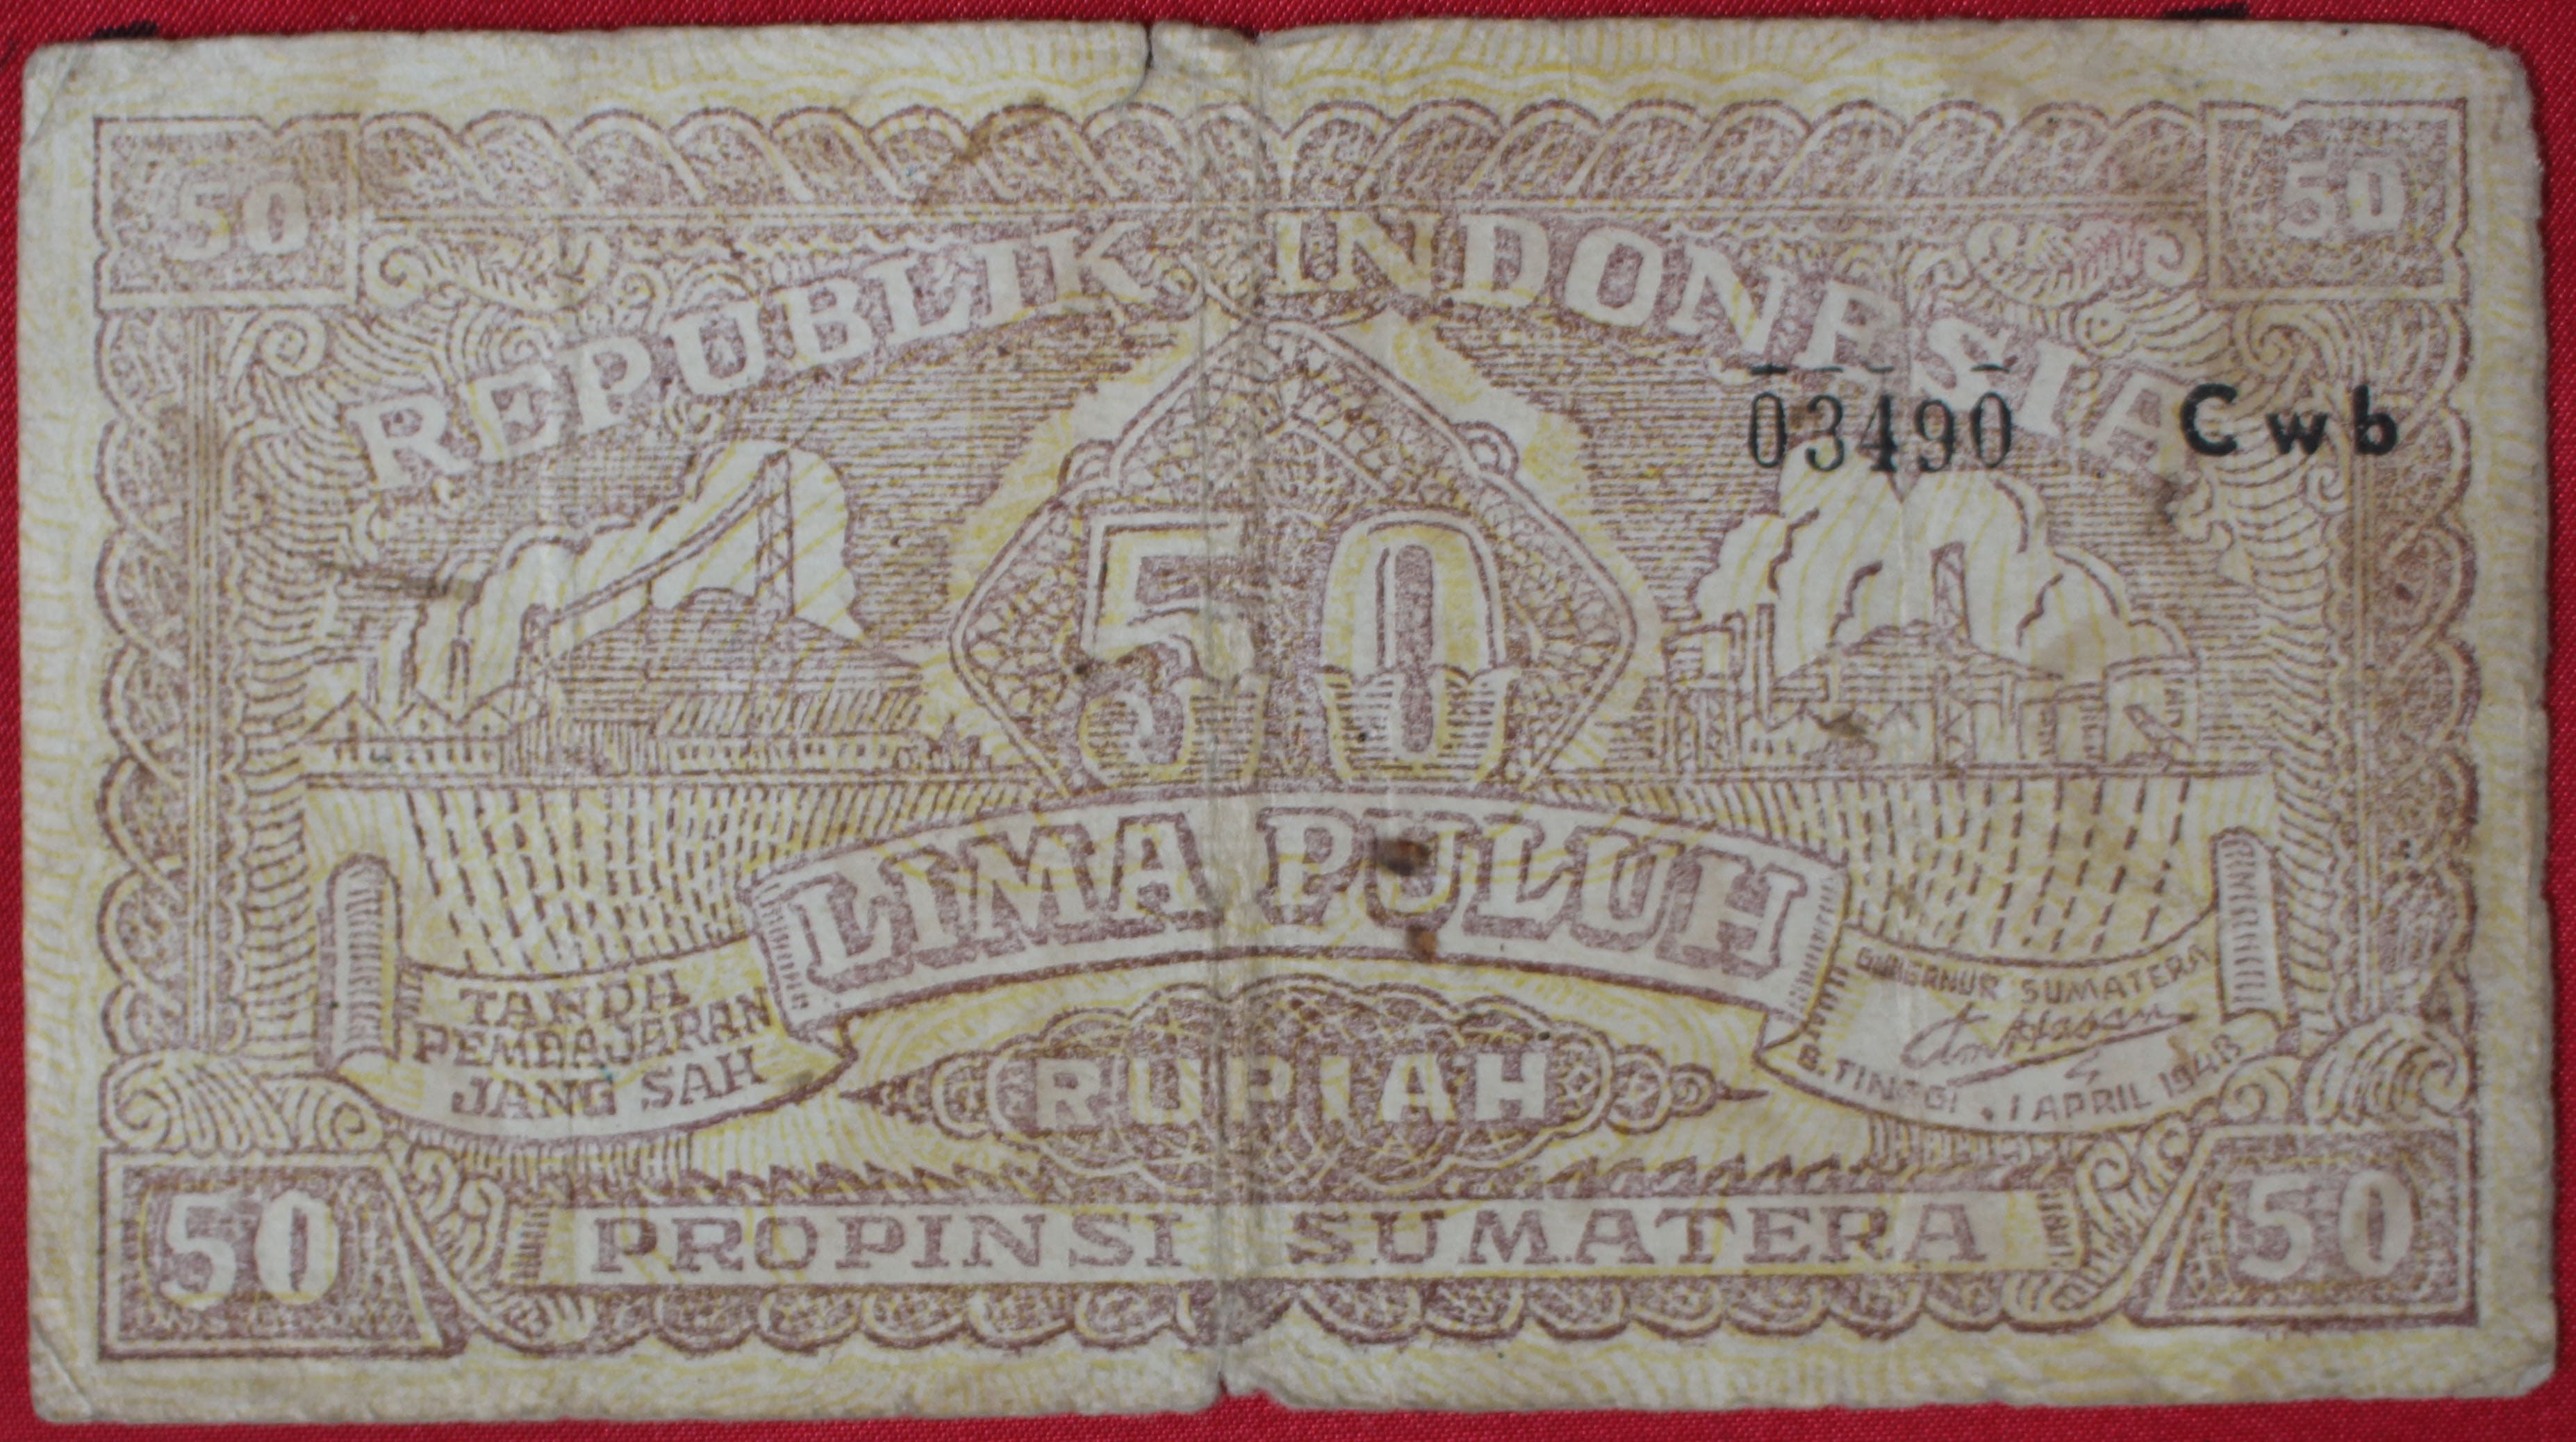 50 50
REPUBLIK INDONESIA
03490 Cwb
50
LIMA PULUH
TANDA
PEMBAJARAN
JANG SAH
GUBERNUR SUMATERA
B. TINGGI . 1 APRIL 1948
RUPIAH
50 PROPINSI SUMATERA 50